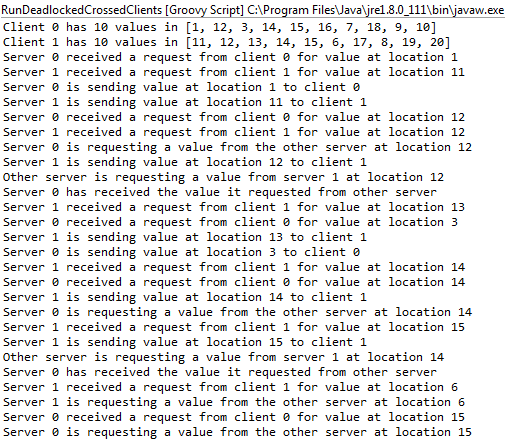 RunDeadlockedCrossedClients [Groovy Script] C:\Program Files\Java\jre1.8.0_111\bin\javaw.exe
Client 0 has 10 values in [1, 12, 3, 14, 15, 16, 7, 18, 9, 10]
Client 1 has 10 values in [11, 12, 13, 14, 15, 6, 17, 8, 19, 20]
Server 0 received a request from client 0 for value at location 1
Server 1 received a request from client 1 for value at location 11
Server 0 is sending value at location 1 to client 0
Server 1 is sending value at location 11 to client 1
Server 0 received a request from client 0 for value at location 12
Server 1 received a request from client 1 for value at location 12
Server 0 is requesting a value from the other server at location 12
Server 1 is sending value at location 12 to client 1
Other server is requesting a value from server 1 at location 12
Server 0 has received the value it requested from other server
Server 1 received a request from client 1 for value at location 13
Server 0 received a request from client 0 for value at location 3
Server 1 is sending value at location 13 to client 1
Server 0 is sending value at location 3 to client 0
Server 1 received a request from client 1 for value at location 14
Server 0 received a request from client 0 for value at location 14
Server 1 is sending value at location 14 to client 1
Server 0 is requesting a value from the other server at location 14
Server 1 received a request from client 1 for value at location 15
Server 1 is sending value at location 15 to client 1
Other server is requesting a value from server 1 at location 14
Server 0 has received the value it requested from other server
Server 1 received a request from client 1 for value at location 6
Server 1 is requesting a value from the other server at location 6
Server 0 received a request from client 0 for value at location 15
Server 0 is requesting a value from the other server at location 15